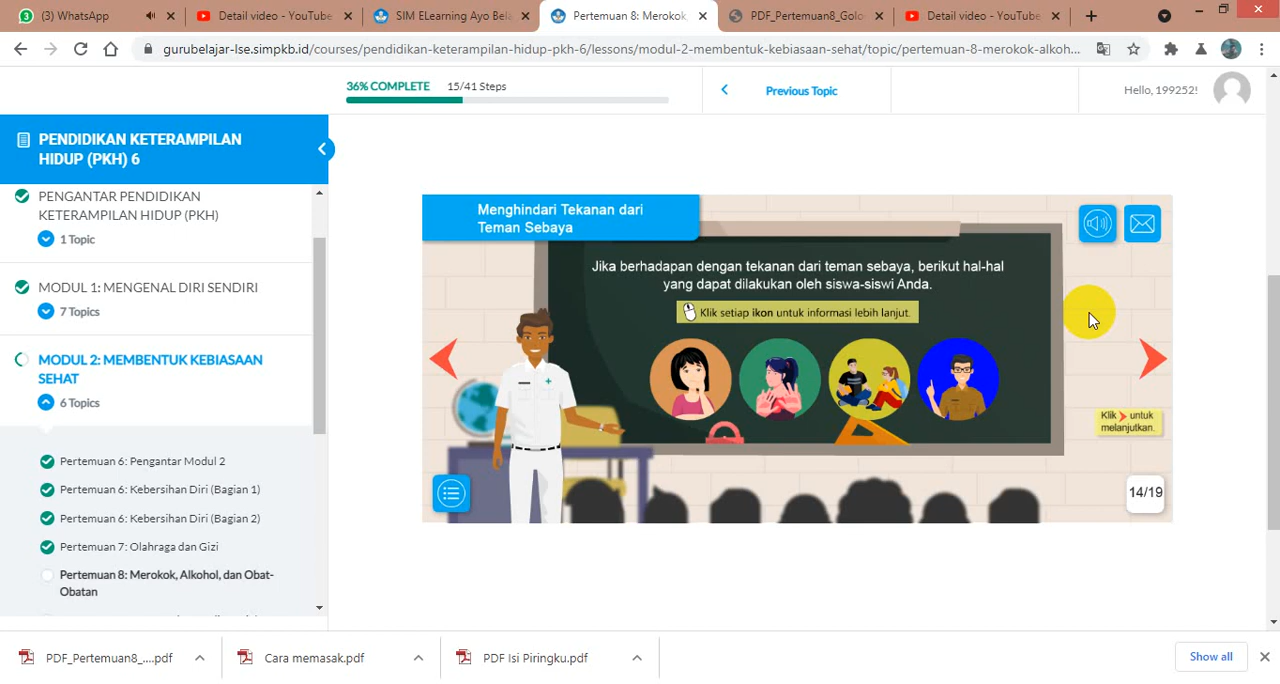 (3) WhatsApp
Detail video - YouTube
SIM ELearning Ayo Bel
Pertemuan 8: Merokok,
PDF_Pertemuan8_Golo
Detail video - YouTube
gurubelajar-lse.simpkb.id/courses/pendidikan-keterampilan-hidup-pkh-6/lessons/modul-2-membentuk-kebiasaan-sehat/topic/pertemuan-8-merokok-alkoh...
36% COMPLETE 15/41 Steps
Previous Topic
Hello, 199252!
PENDIDIKAN KETERAMPILAN
HIDUP (PKH) 6
PENGANTAR PENDIDIKAN
KETERAMPILAN HIDUP (PKH)
1 Topic
MODUL 1: MENGENAL DIRI SENDIRI
7 Topics
MODUL 2: MEMBENTUK KEBIASAAN
SEHAT
6 Topics
Pertemuan 6: Pengantar Modul 2
Pertemuan 6: Kebersihan Diri (Bagian 1)
Pertemuan 6: Kebersihan Diri (Bagian 2)
Pertemuan 7: Olahraga dan Gizi
Pertemuan 8: Merokok, Alkohol, dan Obat-
Obatan
Menghindari Tekanan dari
Teman Sebaya
Jika berhadapan dengan tekanan dari teman sebaya, berikut hal-hal
yang dapat dilakukan oleh siswa-siswi Anda.
Klik setiap ikon untuk informasi lebih lanjut.
Klik > untuk
melanjutkan.
14/19
PDF_Pertemuan8_....pdf
Cara memasak.pdf
PDF Isi Piringku.pdf
Show all